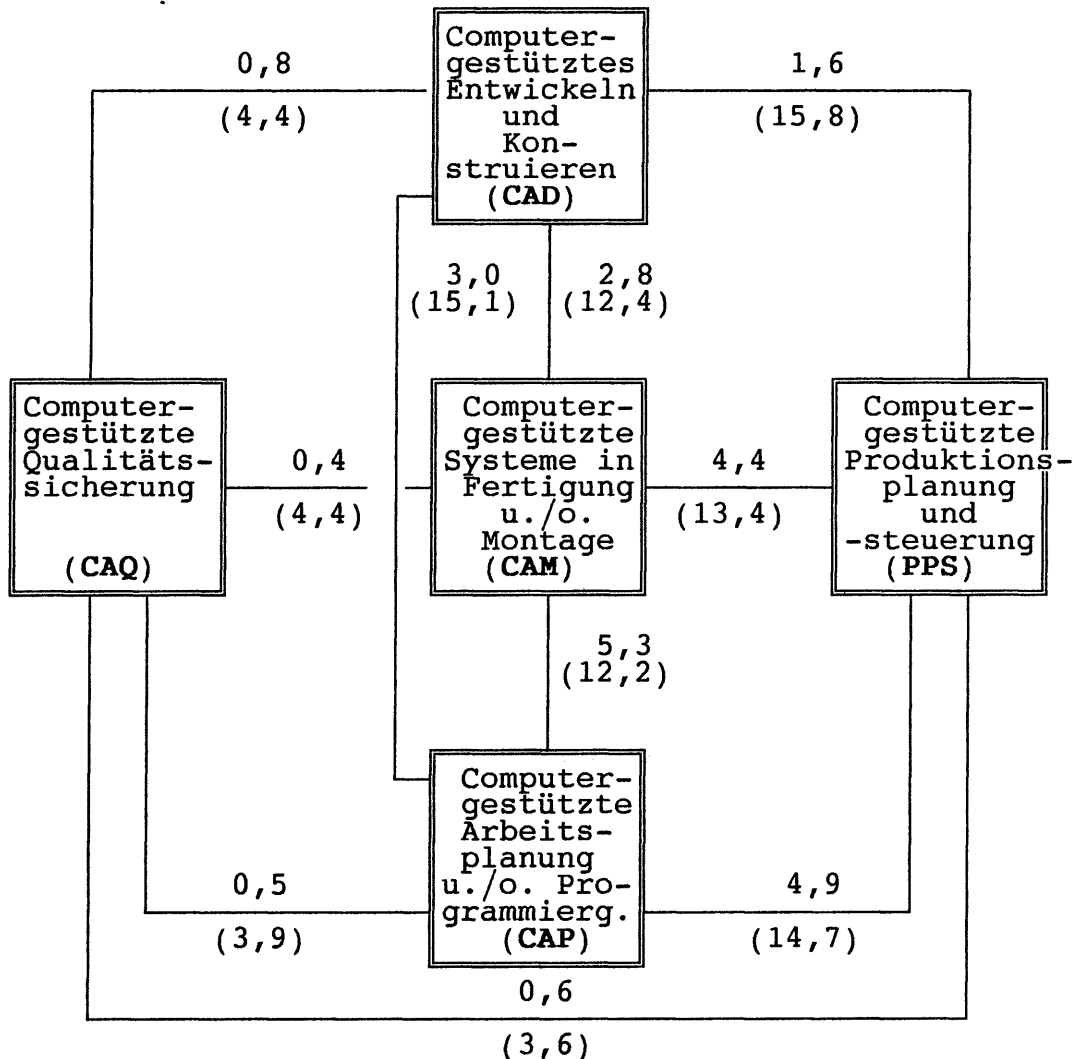 Computer-
gestütztes
Entwickeln
und
Kon-
struieren
(CAD)
0,8
(4,4)
1,6
(15,8)
3,0
(15,1)
2,8
(12,4)
Computer-
gestützte
Qualitäts-
sicherung
(CAQ)
0,4
(4,4)
Computer-
gestützte
Systeme in
Fertigung
u./o.
Montage
(CAM)
4,4
(13,4)
Computer-
gestützte
Produktions-
planung
und
-steuerung
(PPS)
5,3
(12,2)
Computer-
gestützte
Arbeits-
planung
u./o. Pro-
grammierg.
(CAP)
0,5
(3,9)
4,9
(14,7)
0,6
(3,6)